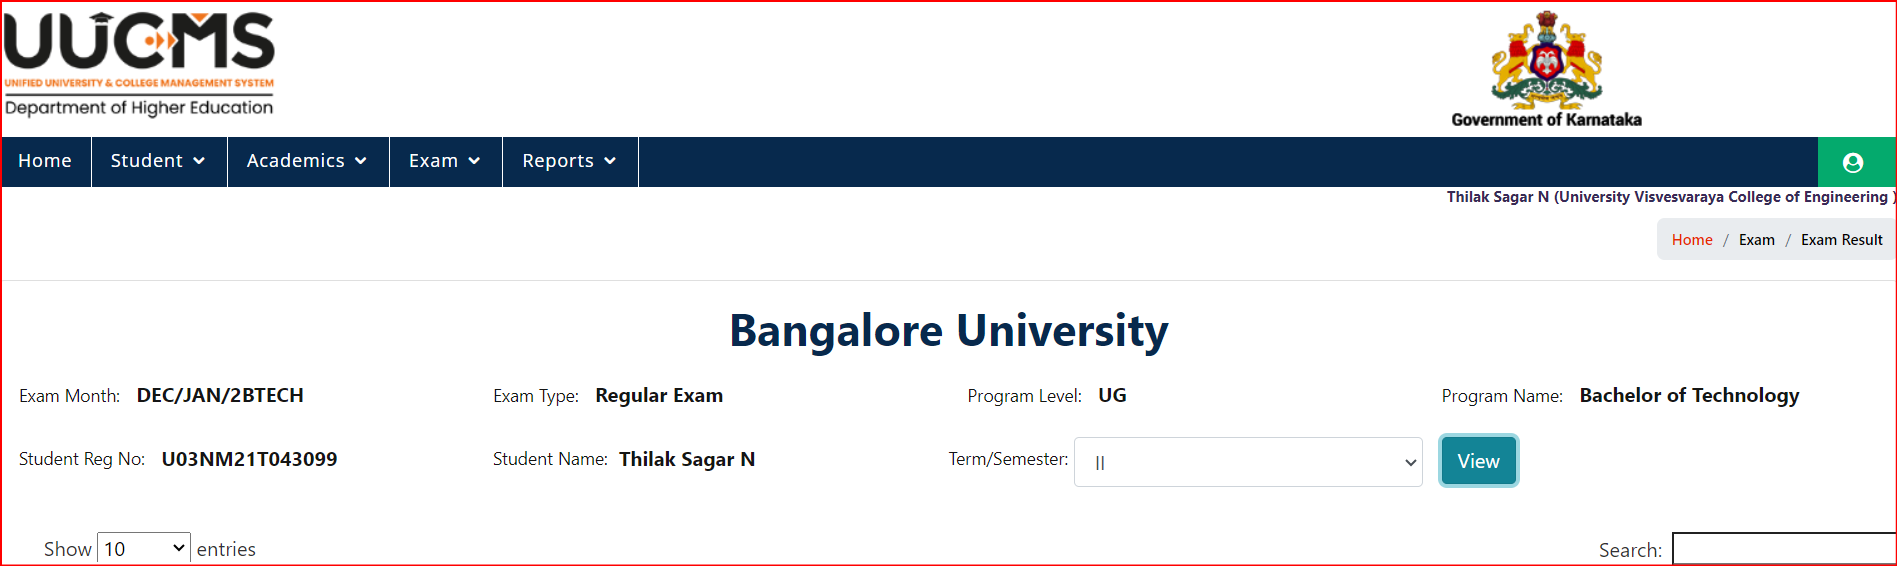 UUCMS
UNIFIED UNIVERSITY & COLLEGE MANAGEMENT SYSTEM
Department of Higher Education
Government of Karnataka
Home Student Academics Exam Reports
Thilak Sagar N (University Visvesvaraya College of Engineering )
Home / Exam / Exam Result
Bangalore University
Exam Month: DEC/JAN/2BTECH Exam Type: Regular Exam Program Level: UG Program Name: Bachelor of Technology
Student Reg No: U03NM21T043099 Student Name: Thilak Sagar N Term/Semester: II View
Show 10 entries Search: